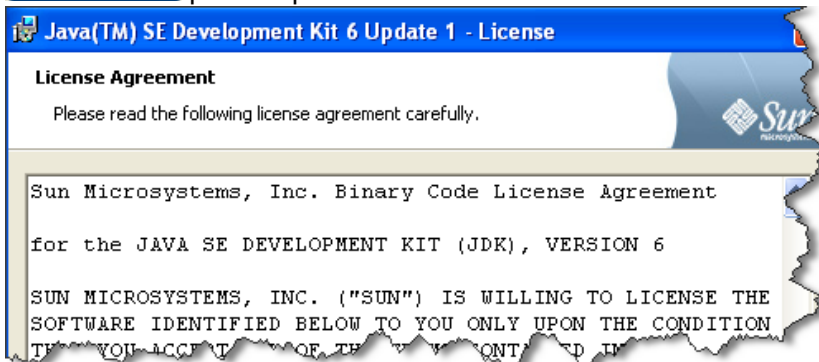 Java(TM) SE Development Kit 6 Update 1 - License
License Agreement
Please read the following license agreement carefully.
Sun
Sun Microsystems, Inc. Binary Code License Agreement
for the JAVA SE DEVELOPMENT KIT (JDK), VERSION 6
SUN MICROSYSTEMS, INC. ("SUN") IS WILLING TO LICENSE THE
SOFTWARE IDENTIFIED BELOW TO YOU ONLY UPON THE CONDITION
YOU